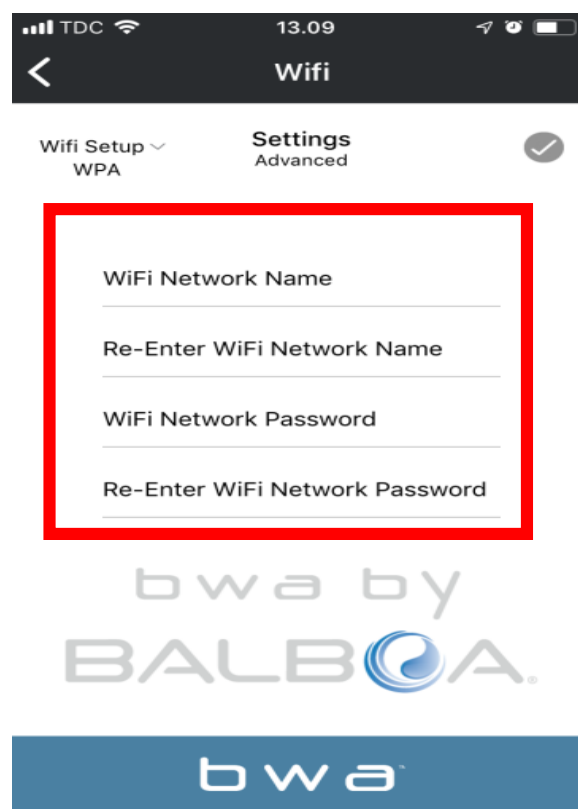 TDC 13.09
Wifi
Wifi Setup Settings
WPA Advanced
WiFi Network Name
Re-Enter WiFi Network Name
WiFi Network Password
Re-Enter WiFi Network Password
bwa by
BALBOA
bwa